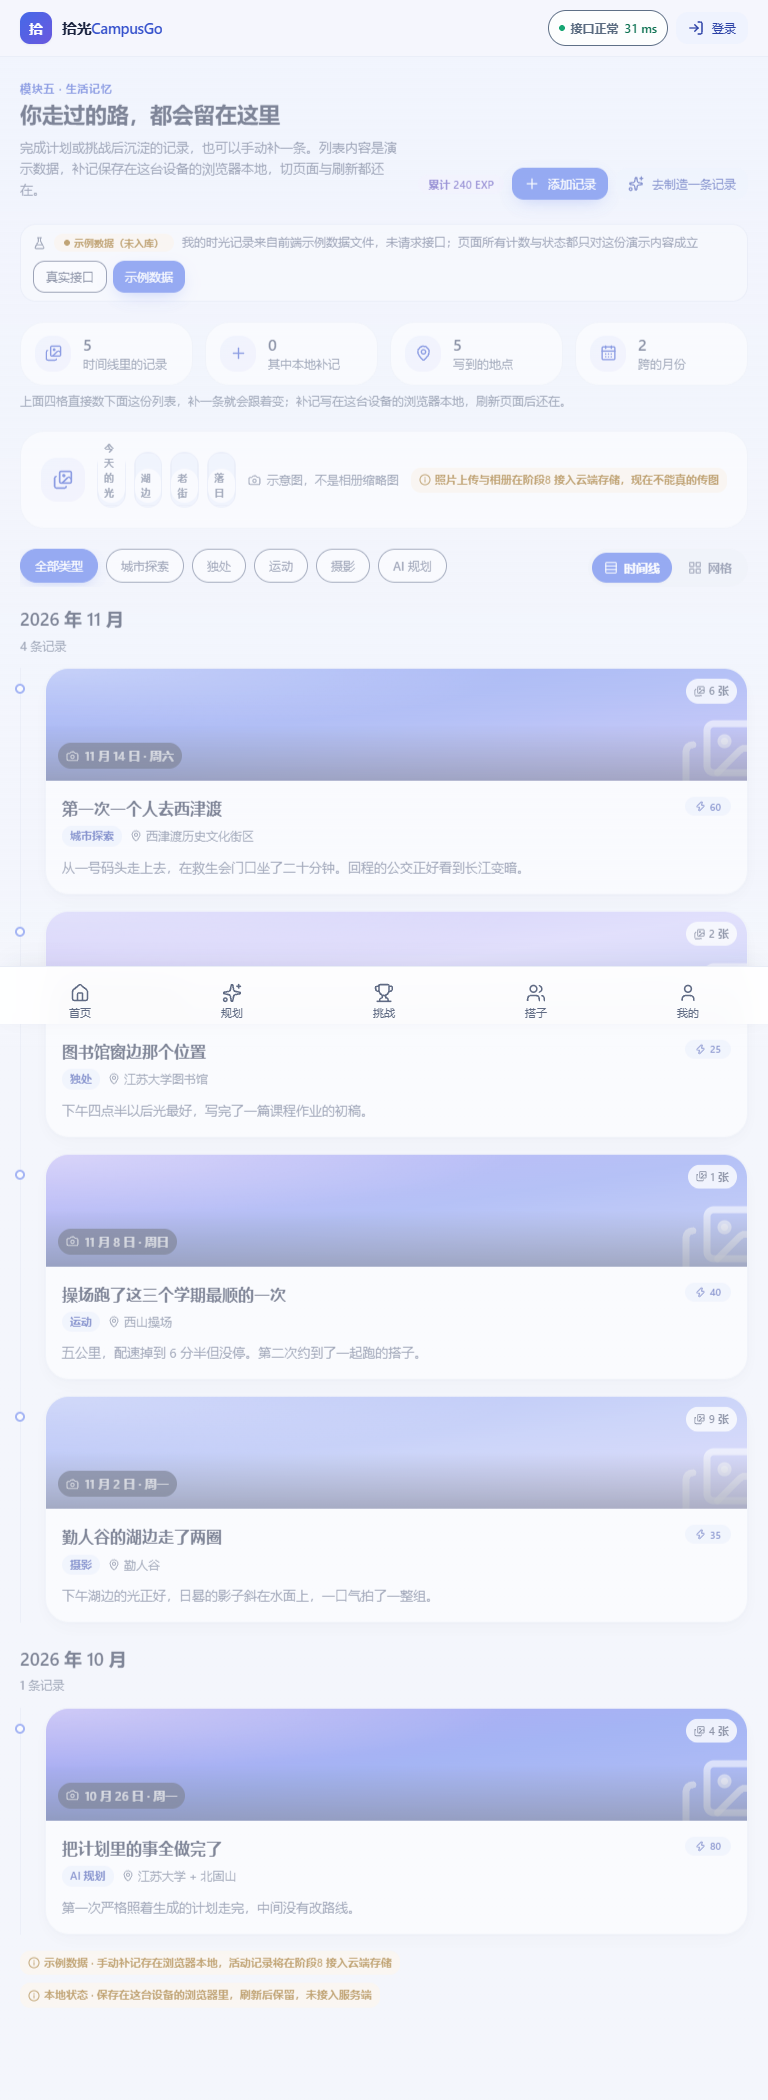 拾 拾光CampusGo
接口正常 31 ms
登录
模块五 · 生活记忆
你走过的路，都会留在这里
完成计划或挑战后沉淀的记录，也可以手动补一条。列表内容是演
示数据，补记保存在这台设备的浏览器本地，切页面与刷新都还
在。
累计 240 EXP
添加记录
去制造一条记录
示例数据（未入库）
我的时光记录来自前端示例数据文件，未请求接口；页面所有计数与状态都只对这份演示内容成立
真实接口
示例数据
5
时间线里的记录
0
其中本地补记
5
写到的地点
2
跨的月份
上面四格直接数下面这份列表，补一条就会跟着变；补记写在这台设备的浏览器本地，刷新页面后还在。
今天的光
湖边
老街
落日
示意图，不是相册缩略图
照片上传与相册在阶段8 接入云端存储，现在不能真的传图
全部类型
城市探索
独处
运动
摄影
AI 规划
时间线
网格
2026 年 11 月
4 条记录
6 张
11 月 14 日 · 周六
第一次一个人去西津渡
60
城市探索
西津渡历史文化街区
从一号码头走上去，在救生会门口坐了二十分钟。回程的公交正好看到长江变暗。
2 张
首页
规划
挑战
搭子
我的
图书馆窗边那个位置
25
独处
江苏大学图书馆
下午四点半以后光最好，写完了一篇课程作业的初稿。
1 张
11 月 8 日 · 周日
操场跑了这三个学期最顺的一次
40
运动
西山操场
五公里，配速掉到 6 分半但没停。第二次约到了一起跑的搭子。
9 张
11 月 2 日 · 周一
勤人谷的湖边走了两圈
35
摄影
勤人谷
下午湖边的光正好，日晷的影子斜在水面上，一口气拍了一整组。
2026 年 10 月
1 条记录
4 张
10 月 26 日 · 周一
把计划里的事全做完了
80
AI 规划
江苏大学 + 北固山
第一次严格照着生成的计划走完，中间没有改路线。
示例数据 · 手动补记存在浏览器本地，活动记录将在阶段8 接入云端存储
本地状态 · 保存在这台设备的浏览器里，刷新后保留，未接入服务端